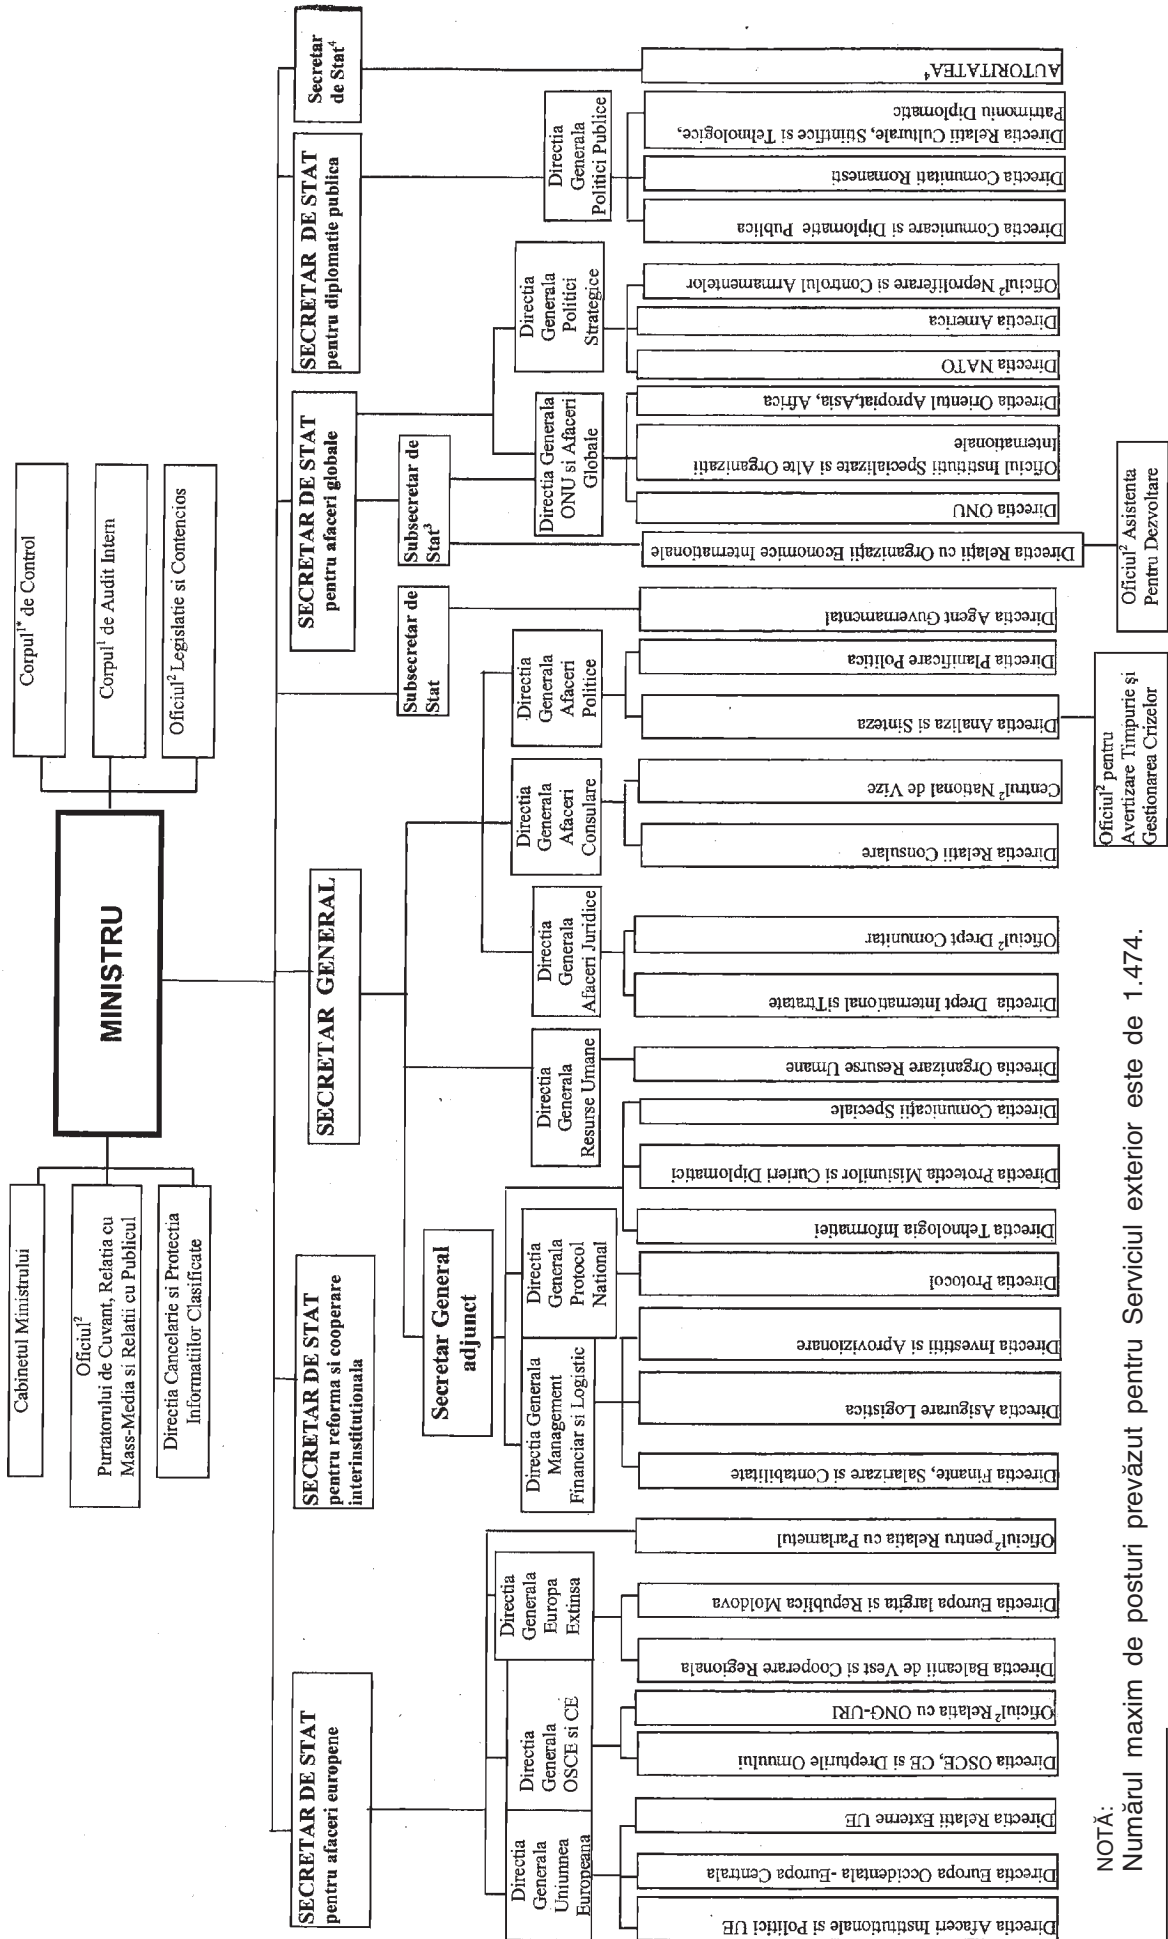 Cabinetul Ministrului
Oficiul²
Purtatorului de Cuvant, Relatia cu
Mass-Media si Relatii cu Publicul
Directia Cancelarie si Protectia
Informatiilor Clasificate
MINISTRU
Corpul¹* de Control
Corpul¹ de Audit Intern
Oficiul² Legislatie si Contencios
SECRETAR DE STAT
pentru afaceri europene
SECRETAR DE STAT
pentru reforma si cooperare
interinstitutionala
SECRETAR GENERAL
SECRETAR DE STAT
pentru afaceri globale
SECRETAR DE STAT
pentru diplomatie publica
Secretar
de Stat⁴
Secretar General
adjunct
Subsecretar de
Stat
Subsecretar de
Stat³
Directia
Generala
Uniunnea
Europeana
Directia
Generala
OSCE si CE
Directia
Generala
Europa
Extinsa
Directia Generala
Management
Financiar si Logistic
Directia
Generala
Protocol
National
Directia
Generala
Resurse Umane
Directia
Generala
Afaceri Juridice
Directia
Generala
Afaceri
Consulare
Directia
Generala
Afaceri
Politice
Directia Generala
ONU si Afaceri
Globale
Directia
Generala
Politici
Strategice
Directia
Generala
Politici Publice
Directia Afaceri Institutionale si Politici UE
Directia Europa Occidentala -Europa Centrala
Directia Relatii Externe UE
Directia OSCE, CE si Drepturile Omului
Oficiul² Relatia cu ONG-URI
Directia Balcanii de Vest si Cooperare Regionala
Directia Europa largita si Republica Moldova
Oficiul² pentru Relatia cu Parlametul
Directia Finante, Salarizare si Contabilitate
Directia Asigurare Logistica
Directia Investitii si Aprovizionare
Directia Protocol
Directia Tehnologia Informatiei
Directia Protectia Misiunilor si Curieri Diplomatici
Directia Comunicaţii Speciale
Directia Organizare Resurse Umane
Directia Drept International si Ttratate
Oficiul² Drept Comunitar
Directia Relatii Consulare
Centrul² National de Vize
Directia Analiza si Sinteza
Directia Planificare Politica
Directia Agent Guvernamental
Directia Relaţii cu Organizaţii Economice Internationale
Directia ONU
Oficiul Institutii Specializate si Alte Organizatii
Internationale
Directia Orientul Apropiat,Asia, Africa
Directia NATO
Directia America
Oficiul² Neproliferare si Controlul Armamentelor
Directia Comunicare si Diplomatie Publica
Directia Comunitati Romanesti
Directia Relatii Culturale, Stiintifice si Tehnologice,
Patrimoniu Diplomatic
AUTORITATEA⁴
Oficiul² pentru
Avertizare Timpurie şi
Gestionarea Crizelor
Oficiul² Asistenta
Pentru Dezvoltare
NOTĂ:
Numărul maxim de posturi prevăzut pentru Serviciul exterior este de 1.474.